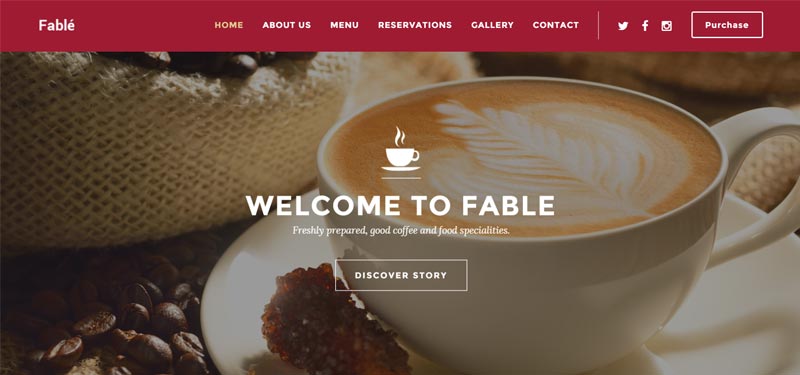 Fablé
HOME ABOUT US MENU RESERVATIONS GALLERY CONTACT Purchase
WELCOME TO FABLE
Freshly prepared, good coffee and food specialities.
DISCOVER STORY